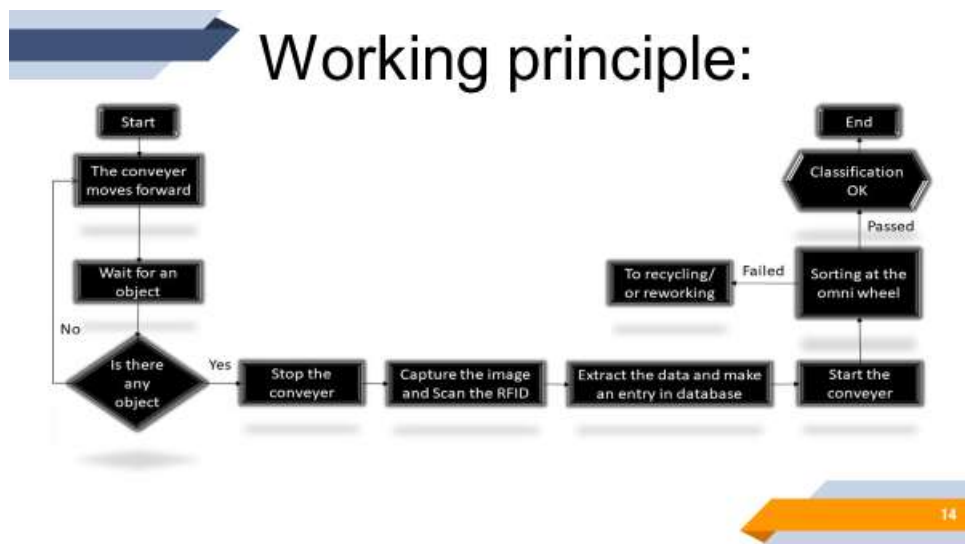 Working principle:
Start
The conveyer
moves forward
Wait for an
object
No
Is there
any
object
Yes
Stop the
conveyer
Capture the image
and Scan the RFID
Extract the data and make
an entry in database
Start the
conveyer
Sorting at the
omni wheel
Failed
To recycling/
or reworking
Passed
Classification
OK
End
14